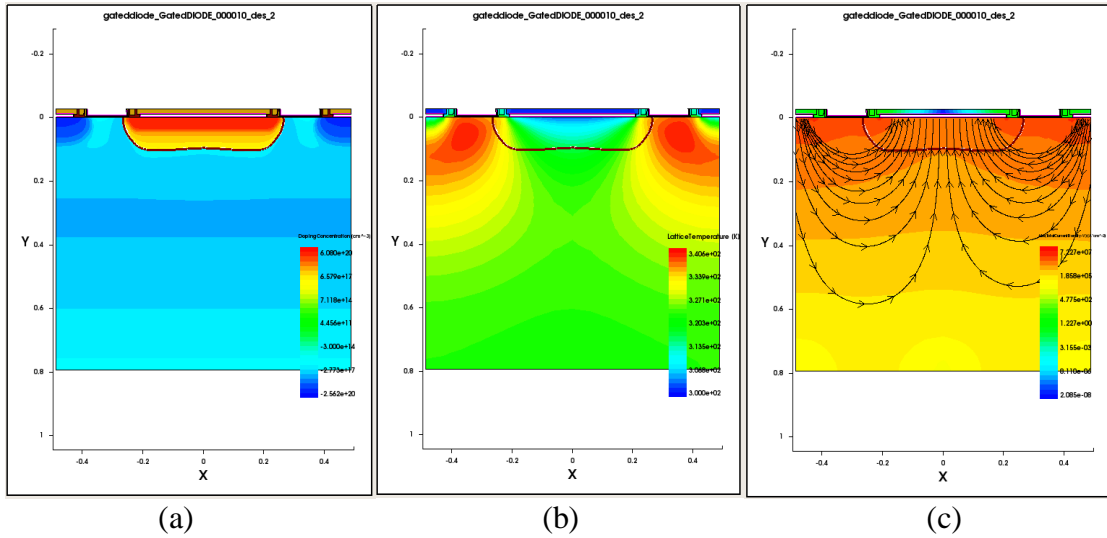 gateddiode_GatedDIODE_000010_des_2
-0.2
0
0.2
Y
0.4
0.6
0.8
1
-0.4
-0.2
0
0.2
0.4
X
DopingConcentration (cm^-3)
6.080e+20
6.579e+17
7.118e+14
4.456e+11
-3.000e+14
-2.775e+17
-2.562e+20
(a)
gateddiode_GatedDIODE_000010_des_2
-0.2
0
0.2
Y
0.4
0.6
0.8
1
-0.4
-0.2
0
0.2
0.4
X
LatticeTemperature (K)
3.406e+02
3.339e+02
3.271e+02
3.203e+02
3.135e+02
3.068e+02
3.000e+02
(b)
gateddiode_GatedDIODE_000010_des_2
-0.2
0
0.2
Y
0.4
0.6
0.8
1
-0.4
-0.2
0
0.2
0.4
X
7.227e+07
1.858e+05
4.775e+02
1.227e+00
3.155e-03
8.110e-06
2.085e-08
(c)